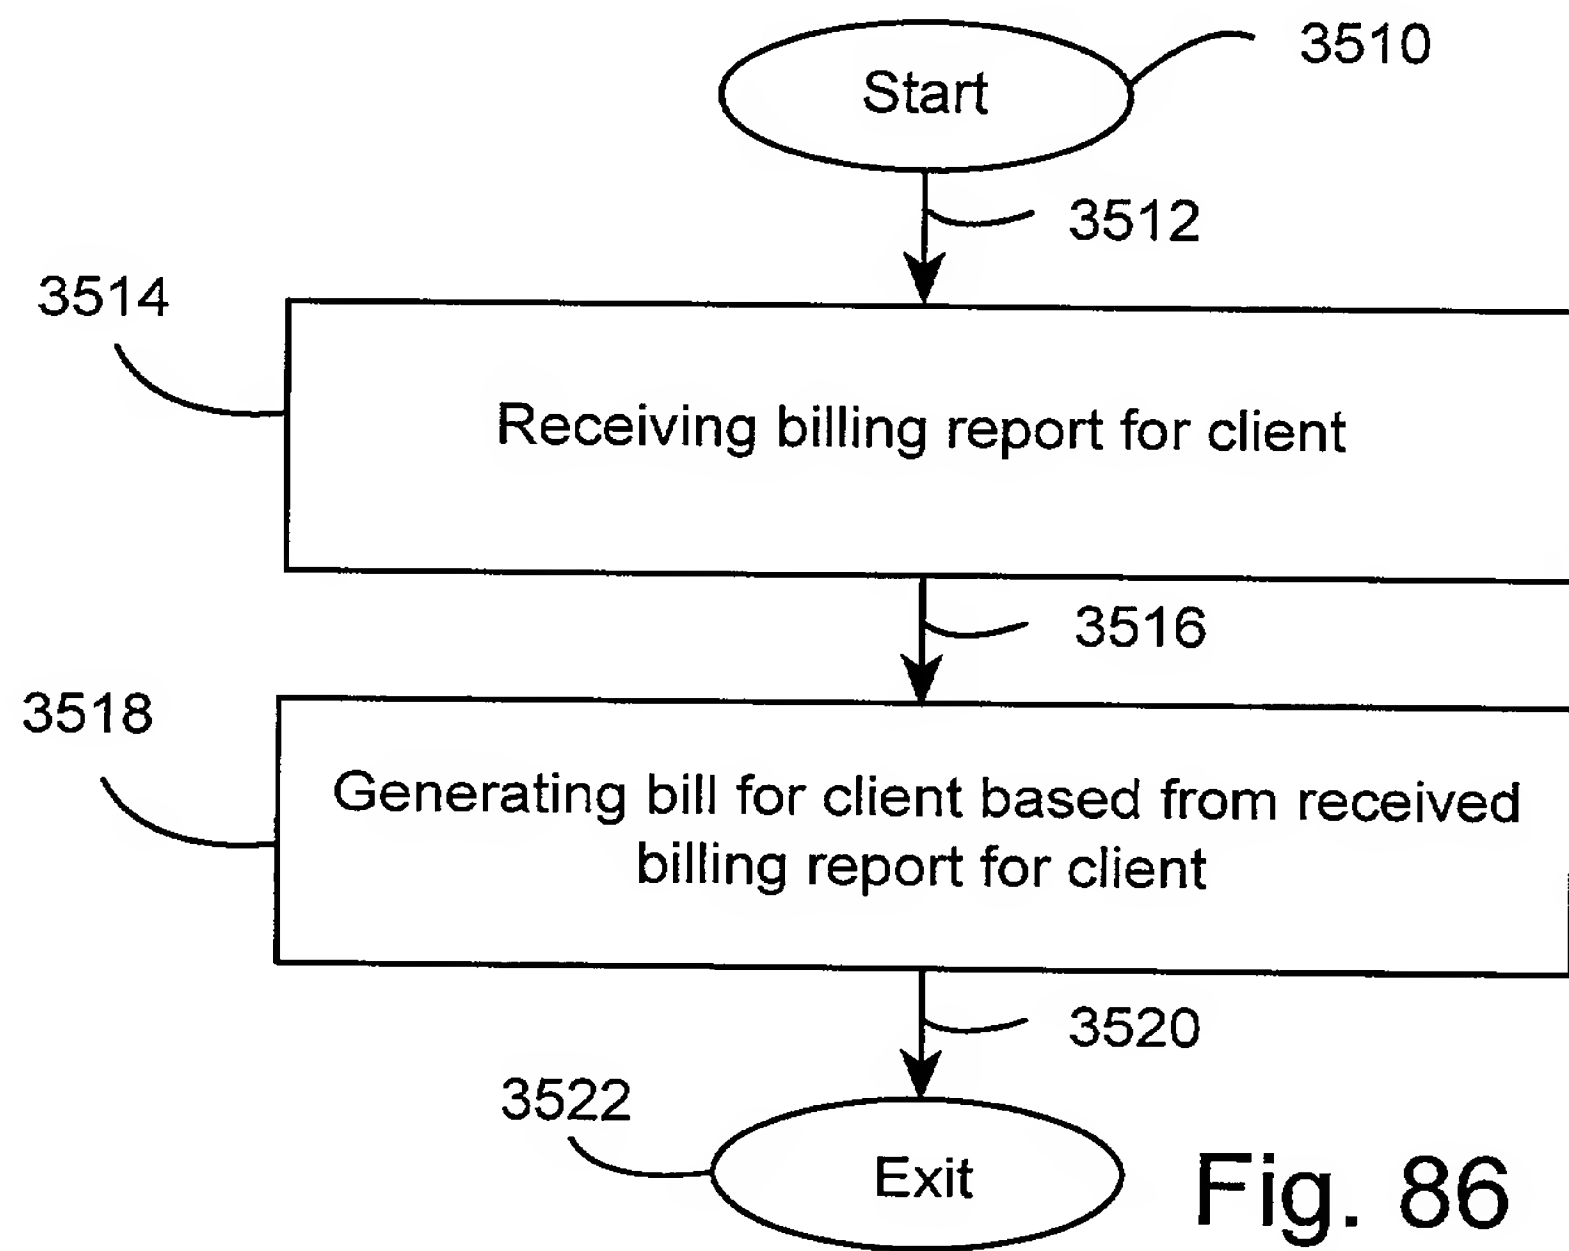 3510
Start
3512
3514
Receiving billing report for client
3516
3518
Generating bill for client based from received
billing report for client
3520
3522
Exit
Fig. 86